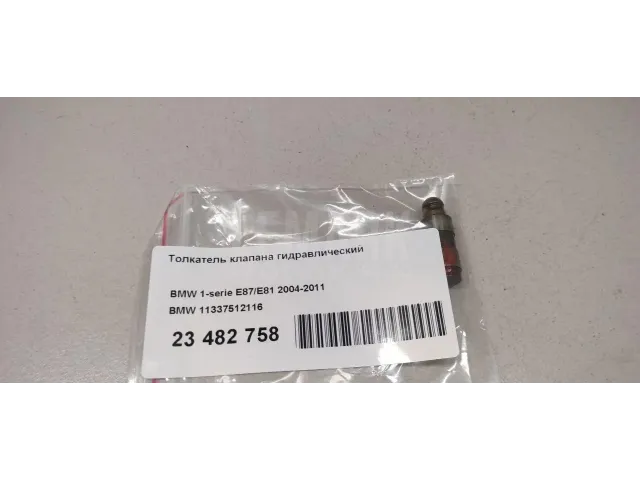 Толкатель клапана гидравлический
BMW 1-serie E87/E81 2004-2011
BMW 11337512116
23 482 758